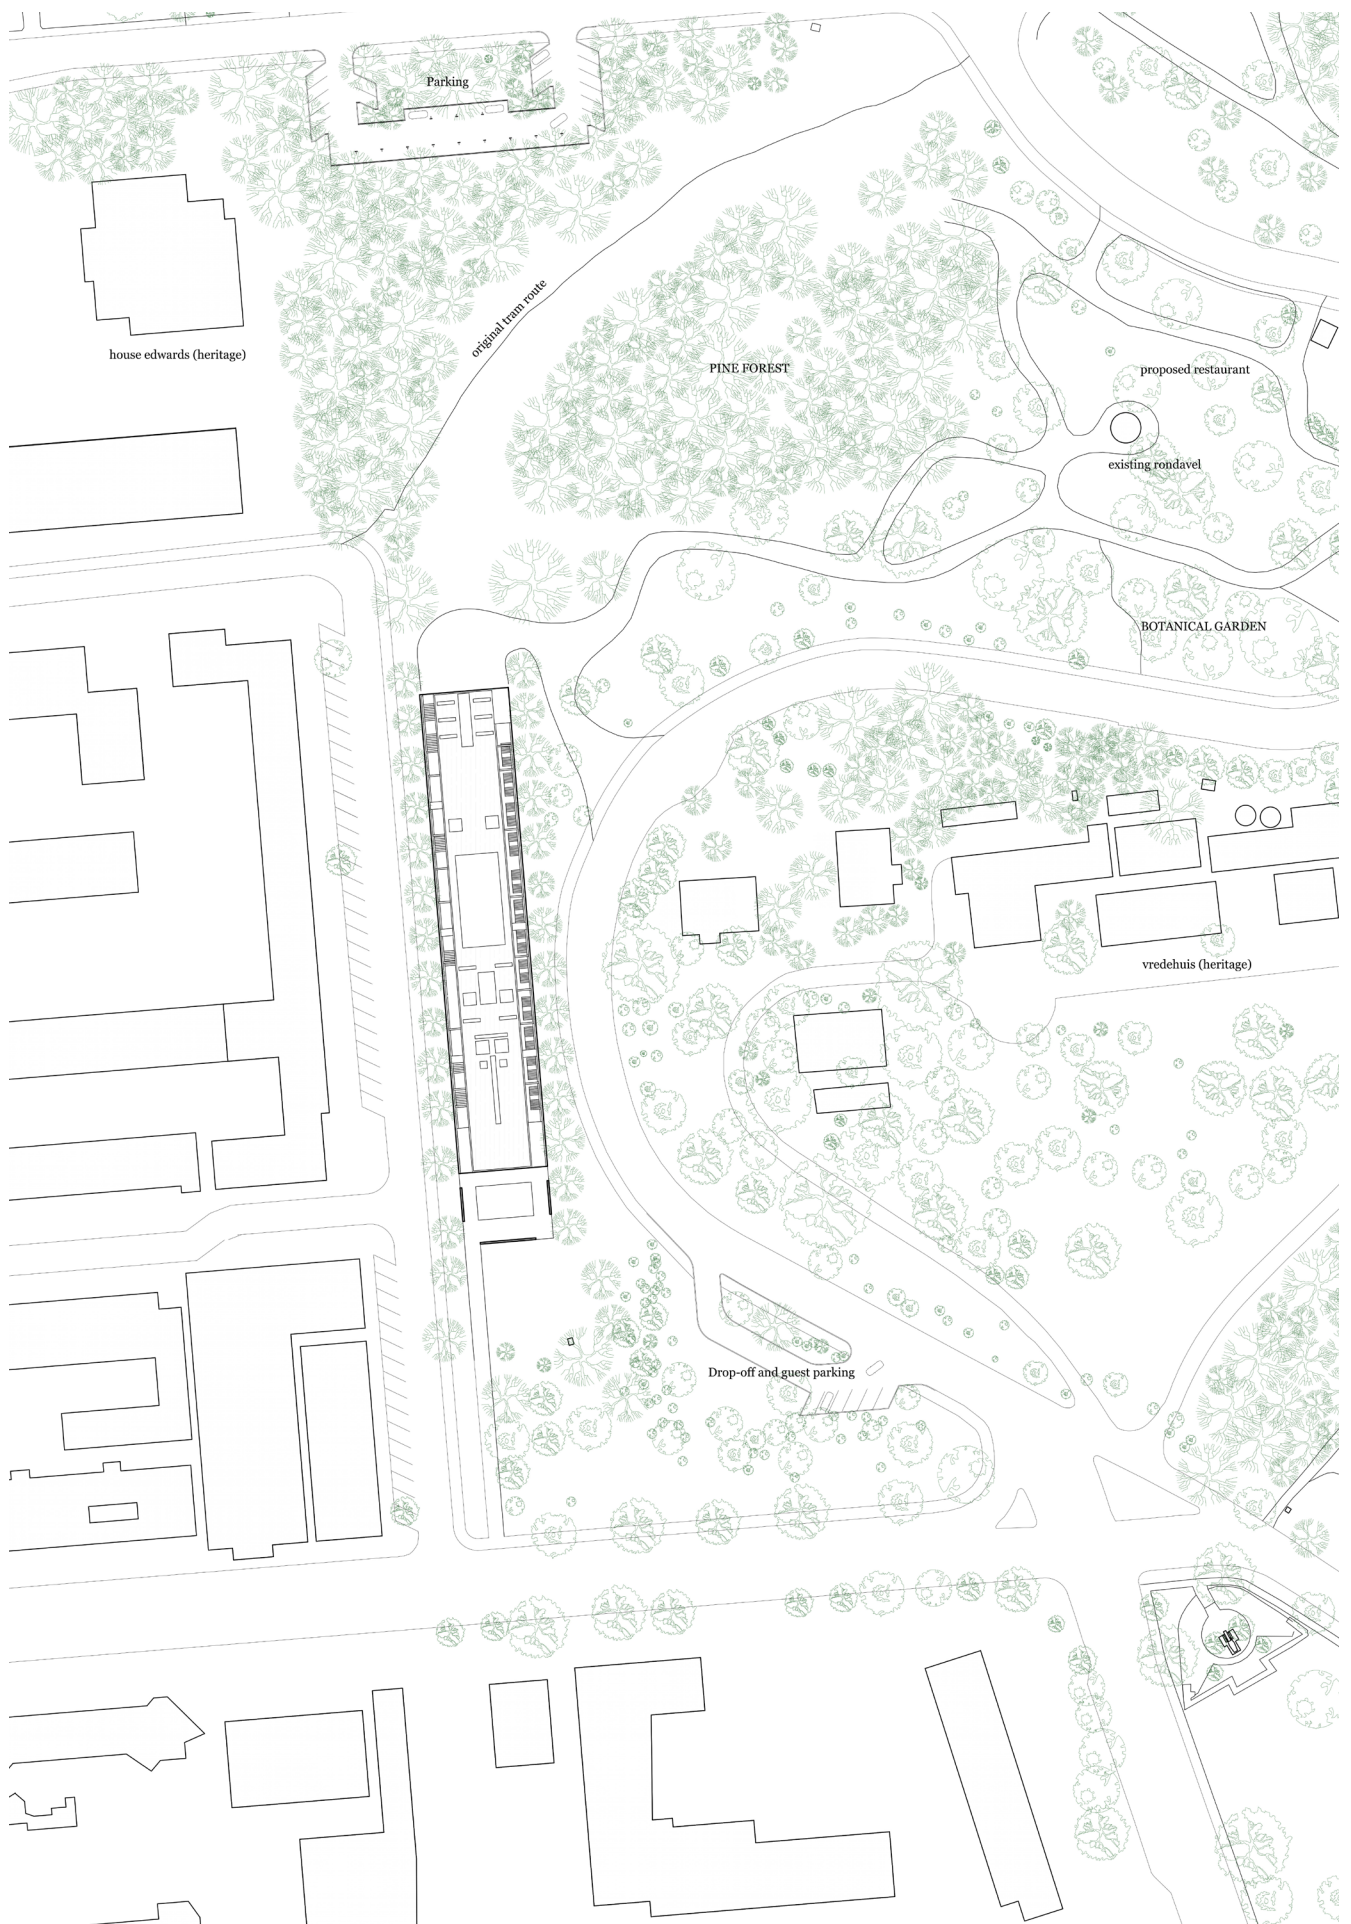 Parking
original tram route
house edwards (heritage)
PINE FOREST
proposed restaurant
existing rondavel
BOTANICAL GARDEN
vredehuis (heritage)
Drop-off and guest parking